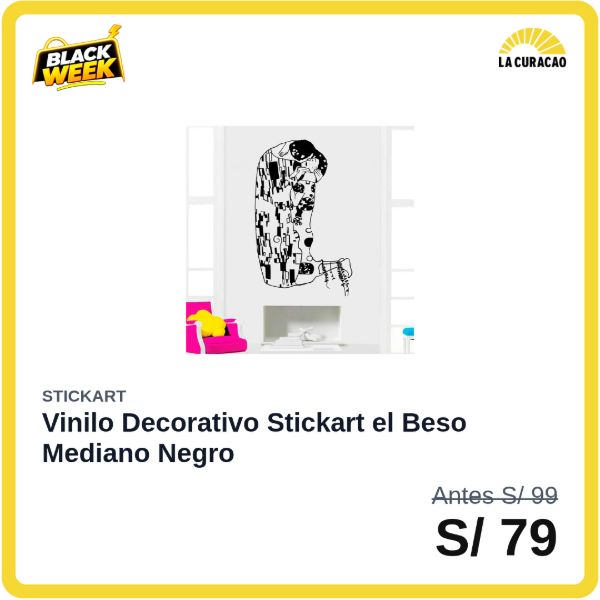 BLACK
WEEK
LA CURACAO
STICKART
Vinilo Decorativo Stickart el Beso
Mediano Negro
Antes S/ 99
S/ 79